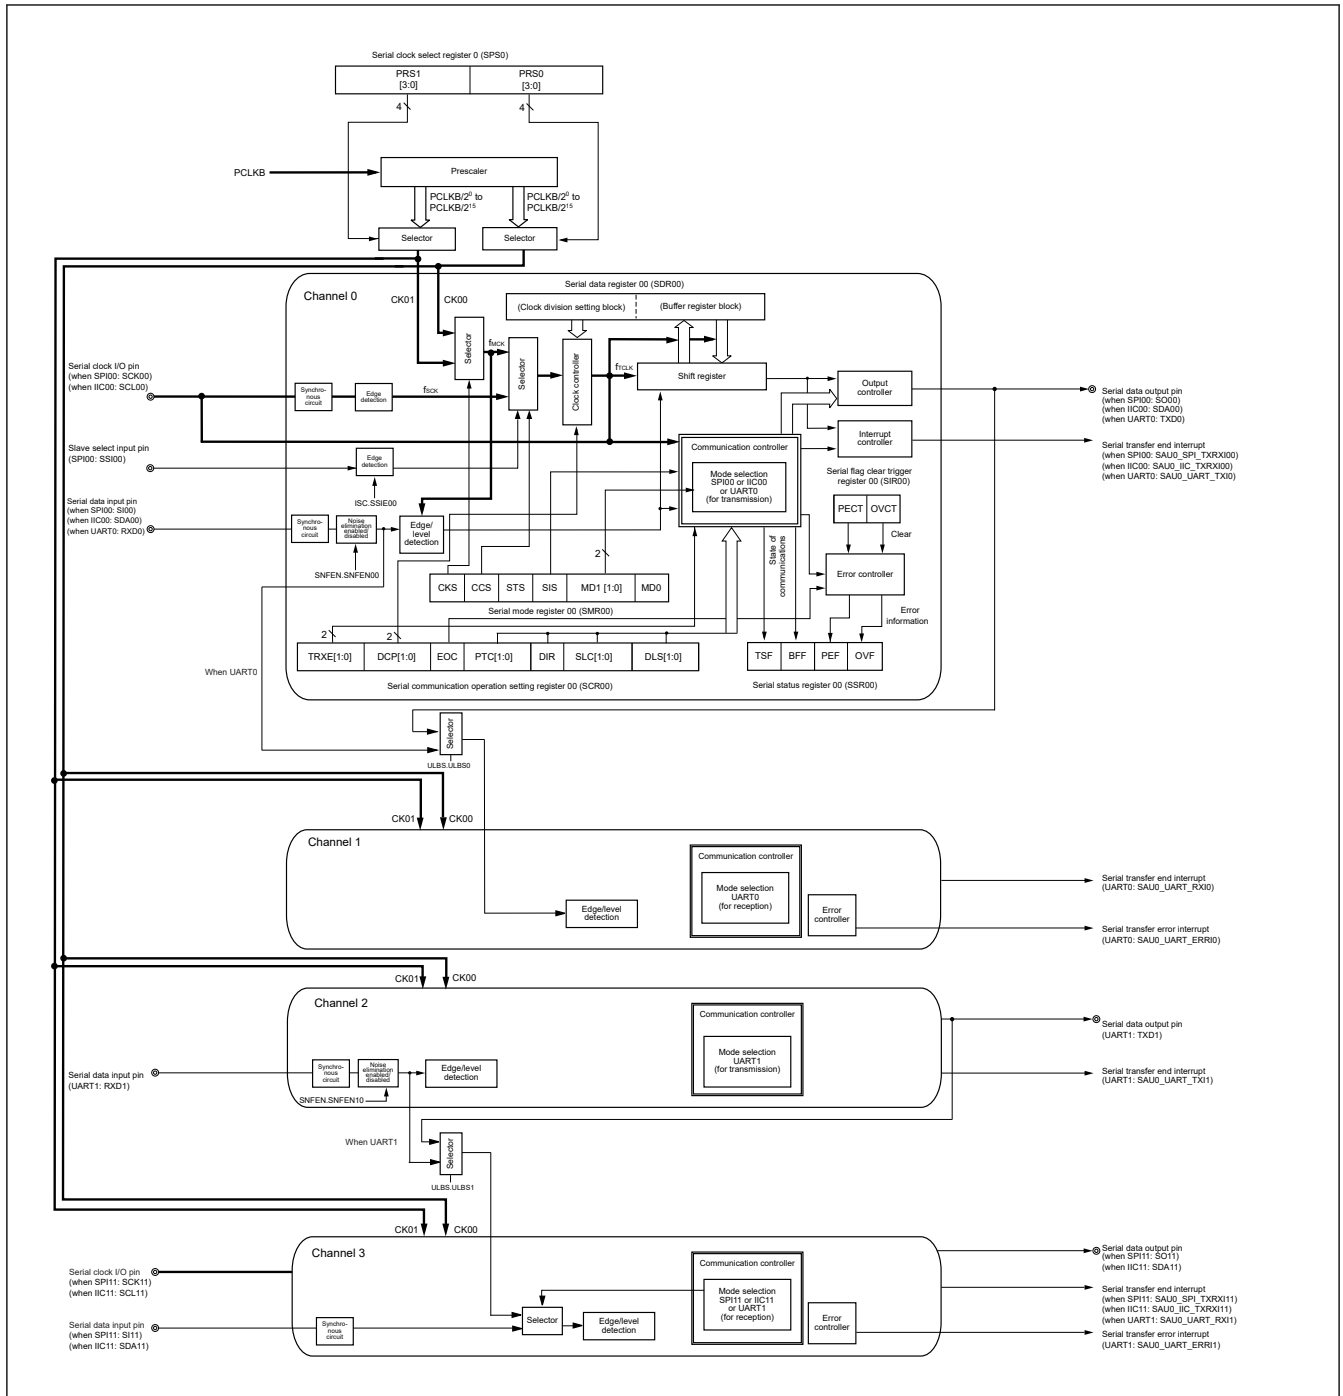 Serial clock select register 0 (SPS0)
PRS1
[3:0]
PRS0
[3:0]
4
4
PCLKB
Prescaler
PCLKB/2⁰ to
PCLKB/2¹⁵
PCLKB/2⁰ to
PCLKB/2¹⁵
Selector
Selector
Channel 0
CK01
CK00
Serial data register 00 (SDR00)
(Clock division setting block)
(Buffer register block)
Selector
fMCK
Selector
Clock controller
fTCLK
Shift register
Output
controller
Serial clock I/O pin
(when SPI00: SCK00)
(when IIC00: SCL00)
Synchro-
nous
circuit
Edge
detection
fSCK
Serial data output pin
(when SPI00: SO00)
(when IIC00: SDA00)
(when UART0: TXD0)
Slave select input pin
(SPI00: SSI00)
Edge
detection
ISC.SSIE00
Communication controller
Mode selection
SPI00 or IIC00
or UART0
(for transmission)
Interrupt
controller
Serial transfer end interrupt
(when SPI00: SAU0_SPI_TXRXI00)
(when IIC00: SAU0_IIC_TXRXI00)
(when UART0: SAU0_UART_TXI0)
Serial flag clear trigger
register 00 (SIR00)
PECT
OVCT
Clear
Serial data input pin
(when SPI00: SI00)
(when IIC00: SDA00)
(when UART0: RXD0)
Synchro-
nous
circuit
Noise
elimination
enabled/
disabled
Edge/
level
detection
SNFEN.SNFEN00
2
State of
communications
Error controller
Error
information
CKS
CCS
STS
SIS
MD1 [1:0]
MD0
Serial mode register 00 (SMR00)
2
2
TRXE[1:0]
DCP[1:0]
EOC
PTC[1:0]
DIR
SLC[1:0]
DLS[1:0]
Serial communication operation setting register 00 (SCR00)
TSF
BFF
PEF
OVF
Serial status register 00 (SSR00)
When UART0
Selector
ULBS.ULBS0
CK01
CK00
Channel 1
Communication controller
Mode selection
UART0
(for reception)
Edge/level
detection
Error
controller
Serial transfer end interrupt
(UART0: SAU0_UART_RXI0)
Serial transfer error interrupt
(UART0: SAU0_UART_ERRI0)
CK01
CK00
Channel 2
Communication controller
Mode selection
UART1
(for transmission)
Serial data output pin
(UART1: TXD1)
Serial data input pin
(UART1: RXD1)
Synchro-
nous
circuit
Noise
elimination
enabled/
disabled
Edge/level
detection
SNFEN.SNFEN10
Serial transfer end interrupt
(UART1: SAU0_UART_TXI1)
When UART1
Selector
ULBS.ULBS1
CK01
CK00
Channel 3
Communication controller
Mode selection
SPI11 or IIC11
or UART1
(for reception)
Serial data output pin
(when SPI11: SO11)
(when IIC11: SDA11)
Serial clock I/O pin
(when SPI11: SCK11)
(when IIC11: SCL11)
Serial transfer end interrupt
(when SPI11: SAU0_SPI_TXRXI11)
(when IIC11: SAU0_IIC_TXRXI11)
(when UART1: SAU0_UART_RXI1)
Serial data input pin
(when SPI11: SI11)
(when IIC11: SDA11)
Synchro-
nous
circuit
Selector
Edge/level
detection
Error
controller
Serial transfer error interrupt
(UART1: SAU0_UART_ERRI1)